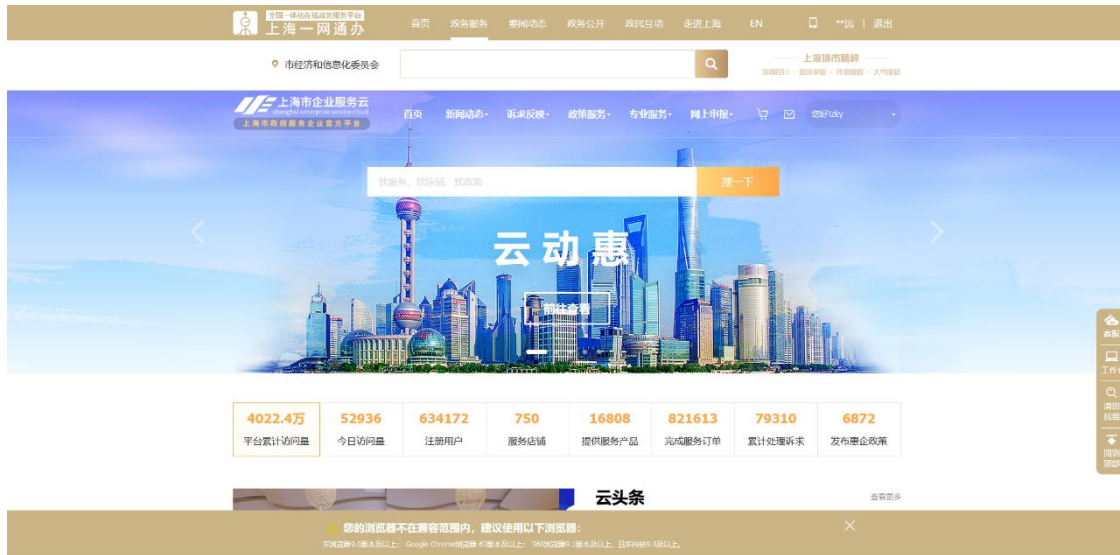 全国一体化在线政务服务平台
上海一网通办
首页 政务服务 要闻动态 政务公开 政民互动 走进上海 EN 退出
市经济和信息化委员会
上海城市精神
上海市企业服务云
shanghai enterprise service cloud
上海市政府服务企业官方平台
首页 新闻动态 诉求反映 政策服务 专业服务 网上申报
找服务、找店铺、找政策
搜一下
云动惠
前往查看
4022.4万 52936 634172 750 16808 821613 79310 6872
平台累计访问量 今日访问量 注册用户 服务店铺 提供服务产品 完成服务订单 累计处理诉求 发布惠企政策
云头条
查看更多
您的浏览器不在兼容范围内，建议使用以下浏览器：